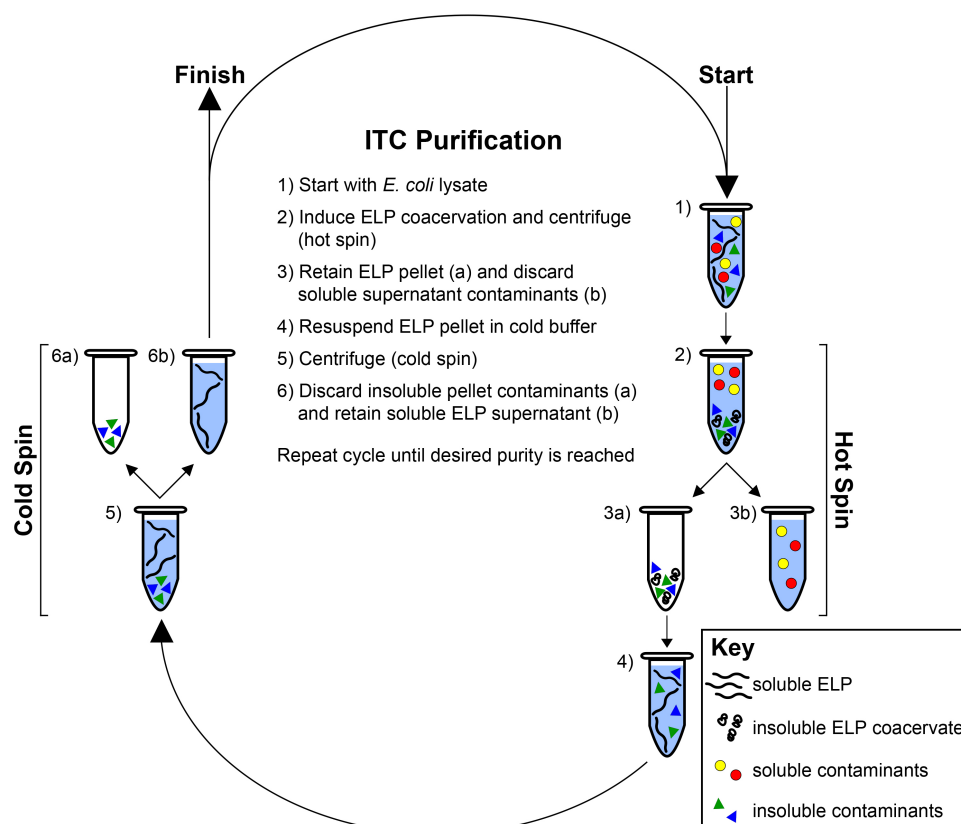 Finish
Start
ITC Purification
1) Start with E. coli lysate
2) Induce ELP coacervation and centrifuge
(hot spin)
3) Retain ELP pellet (a) and discard
soluble supernatant contaminants (b)
4) Resuspend ELP pellet in cold buffer
5) Centrifuge (cold spin)
6) Discard insoluble pellet contaminants (a)
and retain soluble ELP supernatant (b)
Repeat cycle until desired purity is reached
1)
2)
3a)
3b)
Hot Spin
4)
5)
6a)
6b)
Cold Spin
Key
soluble ELP
insoluble ELP coacervate
soluble contaminants
insoluble contaminants